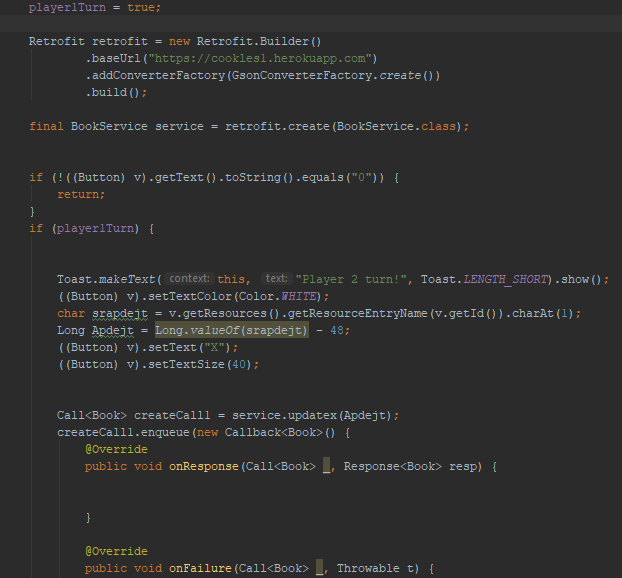 player1Turn = true;
Retrofit retrofit = new Retrofit.Builder()
.baseUrl("https://cooklesl.herokuapp.com")
.addConverterFactory(GsonConverterFactory.create())
.build();
final BookService service = retrofit.create(BookService.class);
if (!((Button) v).getText().toString().equals("0")) {
return;
}
if (player1Turn) {
Toast.makeText( context: this, text: "Player 2 turn!", Toast.LENGTH_SHORT).show();
((Button) v).setTextColor(Color.WHITE);
char srapdejt = v.getResources().getResourceEntryName(v.getId()).charAt(1);
Long Apdejt = Long.valueOf(srapdejt) - 48;
((Button) v).setText("X");
((Button) v).setTextSize(40);
Call<Book> createCall1 = service.updatex(Apdejt);
createCall1.enqueue(new Callback<Book>() {
@Override
public void onResponse(Call<Book> _, Response<Book> resp) {
}
@Override
public void onFailure(Call<Book> _, Throwable t) {